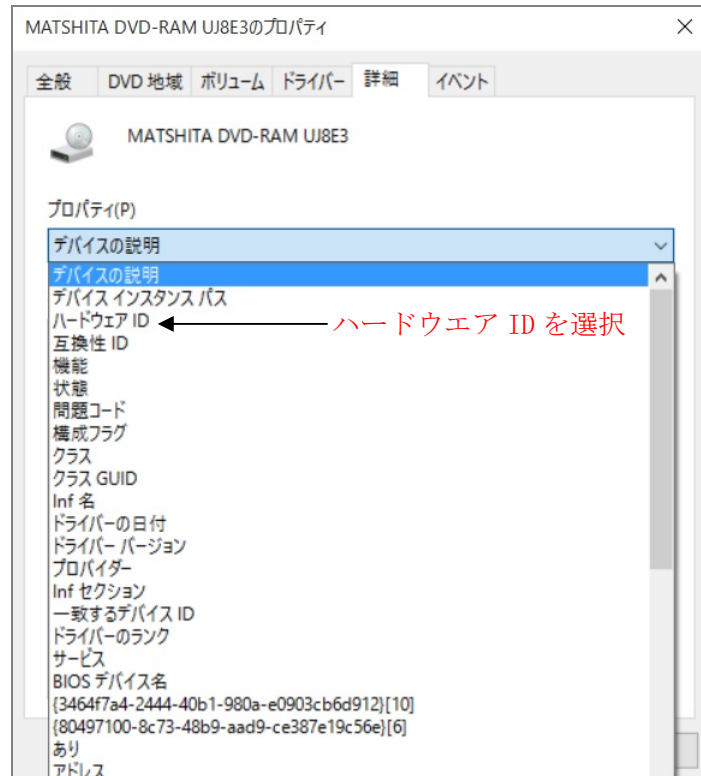 MATSHITA DVD-RAM UJ8E3のプロパティ
全般 DVD 地域 ボリューム ドライバー 詳細 イベント
MATSHITA DVD-RAM UJ8E3
プロパティ(P)
デバイスの説明
デバイスの説明
デバイス インスタンス パス
ハードウェア ID ハードウエア ID を選択
互換性 ID
機能
状態
問題コード
構成フラグ
クラス
クラス GUID
Inf 名
ドライバーの日付
ドライバー バージョン
プロバイダー
Inf セクション
一致するデバイス ID
ドライバーのランク
サービス
BIOS デバイス名
{3464f7a4-2444-40b1-980a-e0903cb6d912}[10]
{80497100-8c73-48b9-aad9-ce387e19c56e}[6]
あり
アドレス